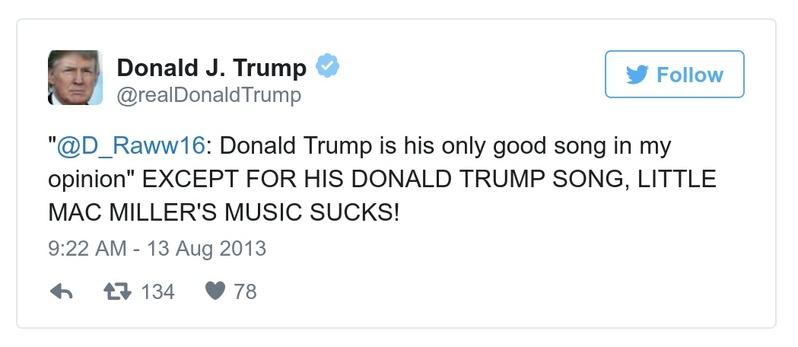 Donald J. Trump
@realDonaldTrump
Follow
"@D_Raww16: Donald Trump is his only good song in my
opinion" EXCEPT FOR HIS DONALD TRUMP SONG, LITTLE
MAC MILLER'S MUSIC SUCKS!
9:22 AM - 13 Aug 2013
134 78